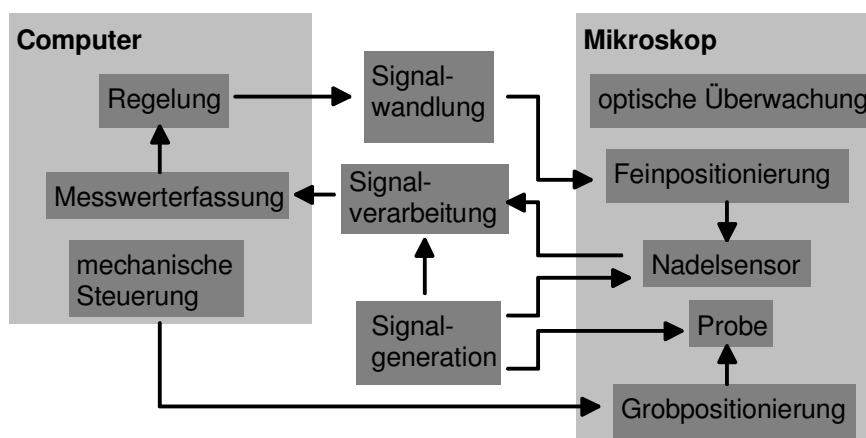 Computer
Regelung
Messwerterfassung
mechanische
Steuerung
Signal-
wandlung
Signal-
verarbeitung
Signal-
generation
Mikroskop
optische Überwachung
Feinpositionierung
Nadelsensor
Probe
Grobpositionierung